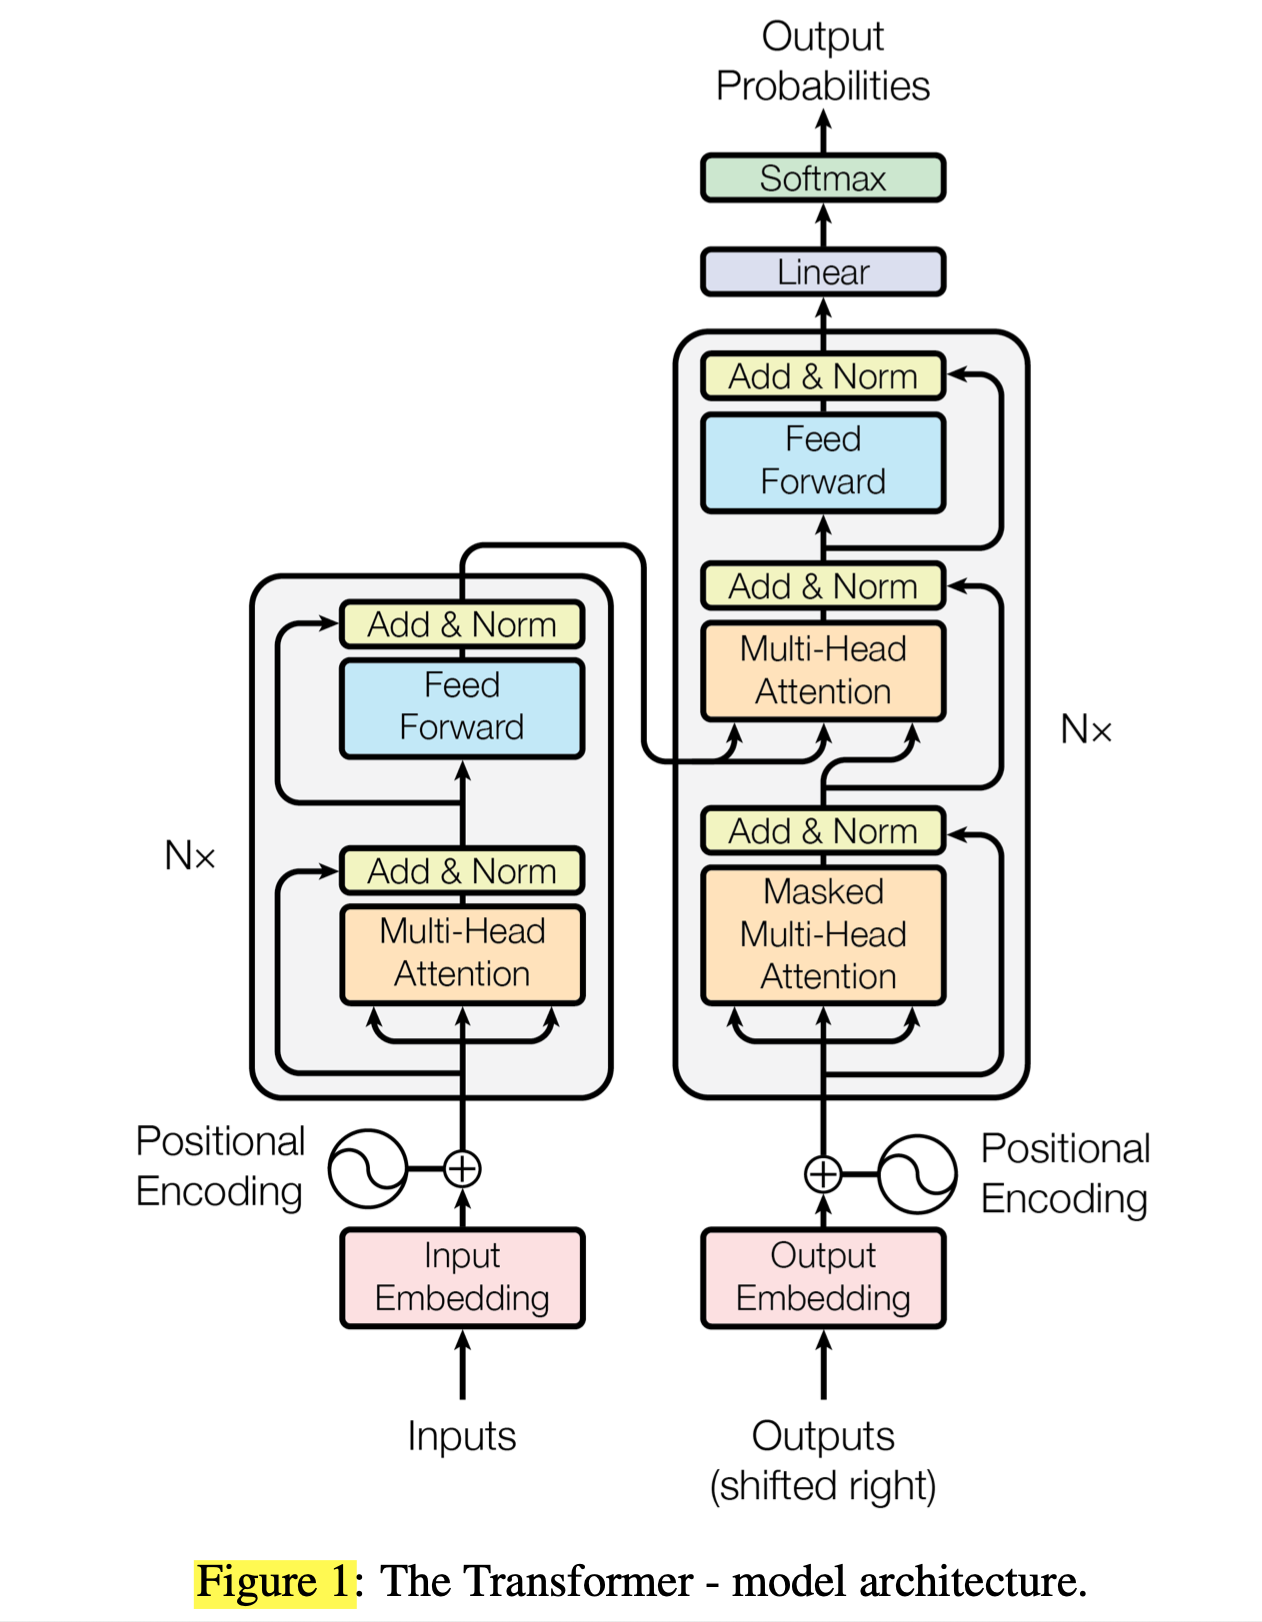 Output
Probabilities
Softmax
Linear
Add & Norm
Feed
Forward
Add & Norm
Multi-Head
Attention
Nx
Add & Norm
Masked
Multi-Head
Attention
Add & Norm
Feed
Forward
Nx
Add & Norm
Multi-Head
Attention
Positional
Encoding
Positional
Encoding
Input
Embedding
Output
Embedding
Inputs
Outputs
(shifted right)
Figure 1: The Transformer - model architecture.